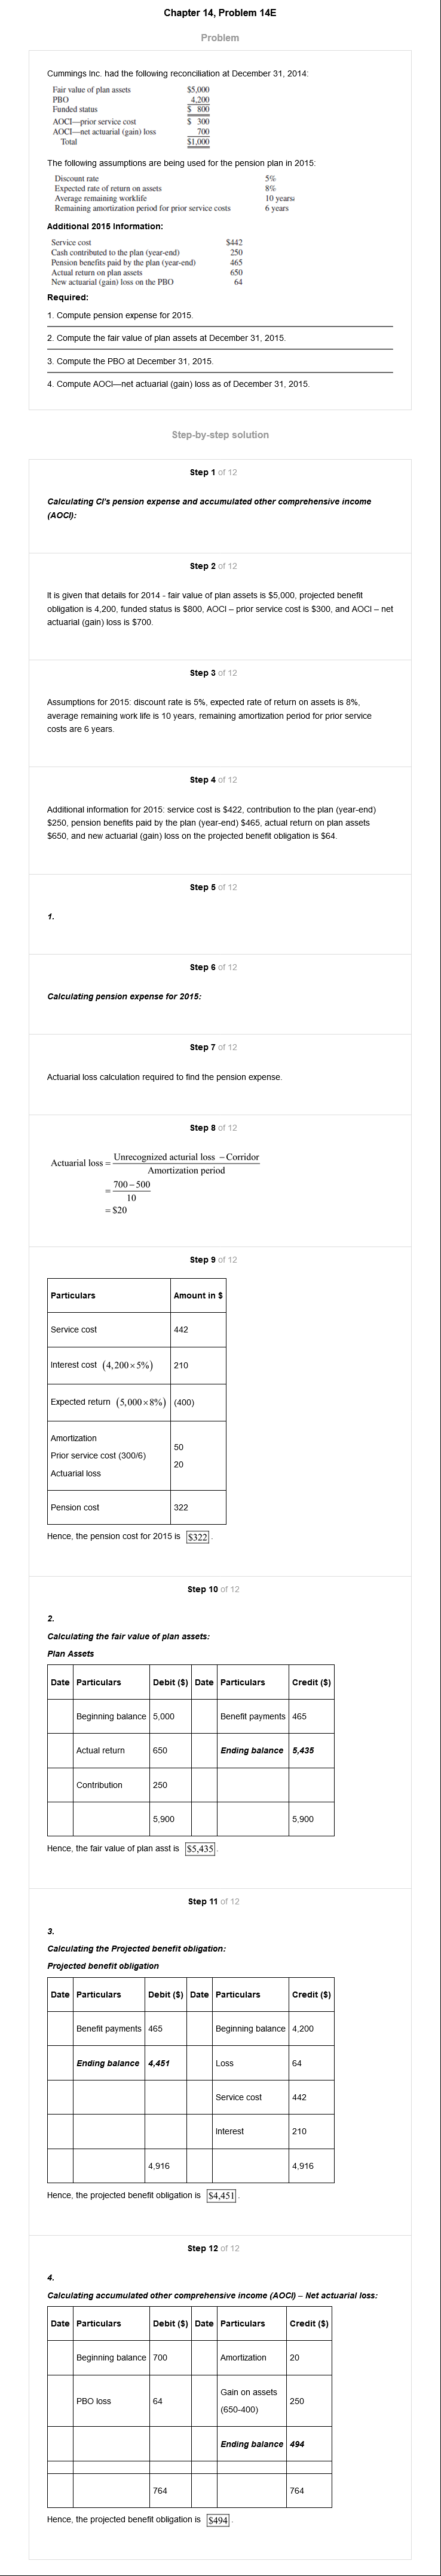 Chapter 14, Problem 14E
Problem
Cummings Inc. had the following reconciliation at December 31, 2014:
Fair value of plan assets $5,000
PBO 4,200
Funded status $ 800
AOCI—prior service cost $ 300
AOCI—net actuarial (gain) loss 700
Total $1,000
The following assumptions are being used for the pension plan in 2015:
Discount rate 5%
Expected rate of return on assets 8%
Average remaining worklife 10 years
Remaining amortization period for prior service costs 6 years
Additional 2015 Information:
Service cost $442
Cash contributed to the plan (year-end) 250
Pension benefits paid by the plan (year-end) 465
Actual return on plan assets 650
New actuarial (gain) loss on the PBO 64
Required:
1. Compute pension expense for 2015.
2. Compute the fair value of plan assets at December 31, 2015.
3. Compute the PBO at December 31, 2015.
4. Compute AOCI—net actuarial (gain) loss as of December 31, 2015.
Step-by-step solution
Step 1 of 12
Calculating CI's pension expense and accumulated other comprehensive income
(AOCI):
Step 2 of 12
It is given that details for 2014 - fair value of plan assets is $5,000, projected benefit
obligation is 4,200, funded status is $800, AOCI – prior service cost is $300, and AOCI – net
actuarial (gain) loss is $700.
Step 3 of 12
Assumptions for 2015: discount rate is 5%, expected rate of return on assets is 8%,
average remaining work life is 10 years, remaining amortization period for prior service
costs are 6 years.
Step 4 of 12
Additional information for 2015: service cost is $422, contribution to the plan (year-end)
$250, pension benefits paid by the plan (year-end) $465, actual return on plan assets
$650, and new actuarial (gain) loss on the projected benefit obligation is $64.
Step 5 of 12
1.
Step 6 of 12
Calculating pension expense for 2015:
Step 7 of 12
Actuarial loss calculation required to find the pension expense.
Step 8 of 12
Unrecognized acturial loss – Corridor
Actuarial loss =
Amortization period
700 – 500
=
10
= $20
Step 9 of 12
Particulars Amount in $
Service cost 442
Interest cost (4,200×5%) 210
Expected return (5,000×8%) (400)
Amortization
Prior service cost (300/6) 50
Actuarial loss 20
Pension cost 322
Hence, the pension cost for 2015 is $322.
Step 10 of 12
2.
Calculating the fair value of plan assets:
Plan Assets
Date Particulars Debit ($) Date Particulars Credit ($)
Beginning balance 5,000 Benefit payments 465
Actual return 650 Ending balance 5,435
Contribution 250
5,900 5,900
Hence, the fair value of plan asst is $5,435.
Step 11 of 12
3.
Calculating the Projected benefit obligation:
Projected benefit obligation
Date Particulars Debit ($) Date Particulars Credit ($)
Benefit payments 465 Beginning balance 4,200
Ending balance 4,451 Loss 64
Service cost 442
Interest 210
4,916 4,916
Hence, the projected benefit obligation is $4,451.
Step 12 of 12
4.
Calculating accumulated other comprehensive income (AOCI) – Net actuarial loss:
Date Particulars Debit ($) Date Particulars Credit ($)
Beginning balance 700 Amortization 20
PBO loss 64 Gain on assets 250
(650-400)
Ending balance 494
764 764
Hence, the projected benefit obligation is $494.